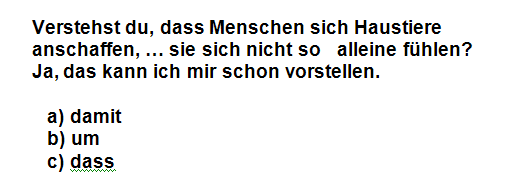 Verstehst du, dass Menschen sich Haustiere
anschaffen, ... sie sich nicht so alleine fühlen?
Ja, das kann ich mir schon vorstellen.
a) damit
b) um
c) dass